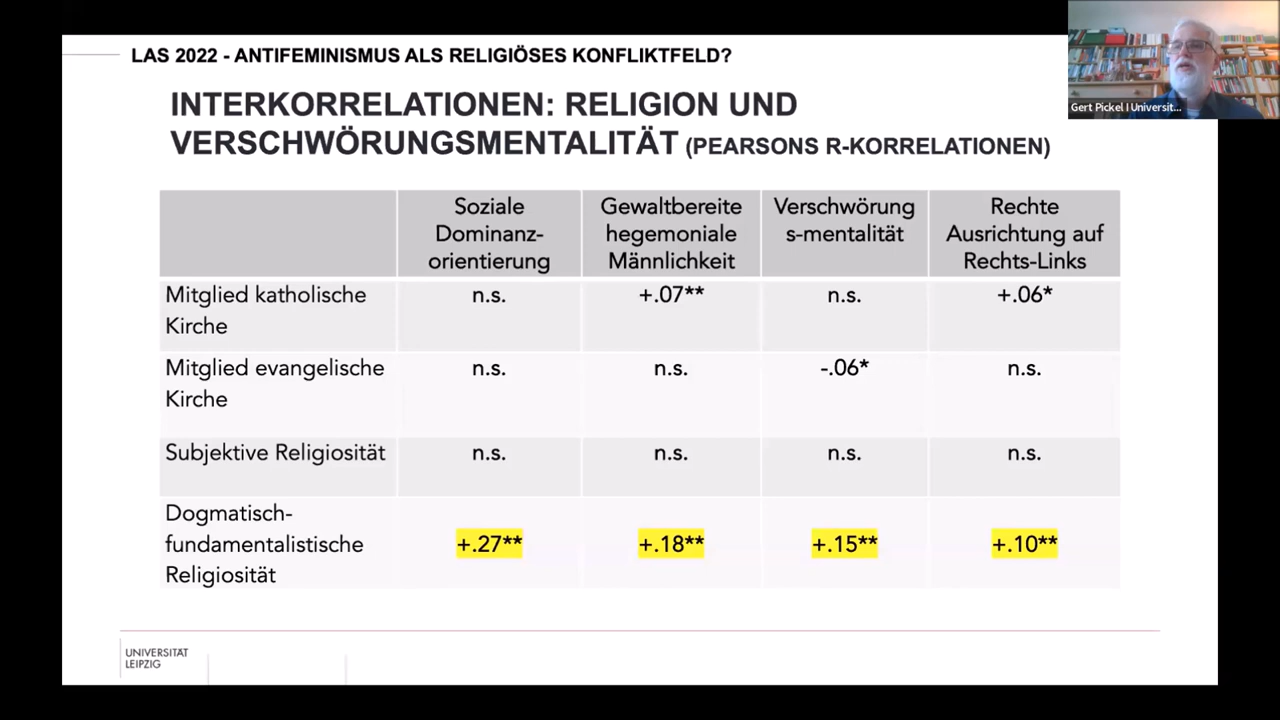 LAS 2022 - ANTIFEMINISMUS ALS RELIGIÖSES KONFLIKTFELD?
Gert Pickel I Universit...
INTERKORRELATIONEN: RELIGION UND
VERSCHWÖRUNGSMENTALITÄT (PEARSONS R-KORRELATIONEN)
Soziale
Dominanz-
orientierung
Gewaltbereite
hegemoniale
Männlichkeit
Verschwörung
s-mentalität
Rechte
Ausrichtung auf
Rechts-Links
Mitglied katholische
Kirche
n.s.
+.07**
n.s.
+.06*
Mitglied evangelische
Kirche
n.s.
n.s.
-.06*
n.s.
Subjektive Religiosität
n.s.
n.s.
n.s.
n.s.
Dogmatisch-
fundamentalistische
Religiosität
+.27**
+.18**
+.15**
+.10**
UNIVERSITÄT
LEIPZIG